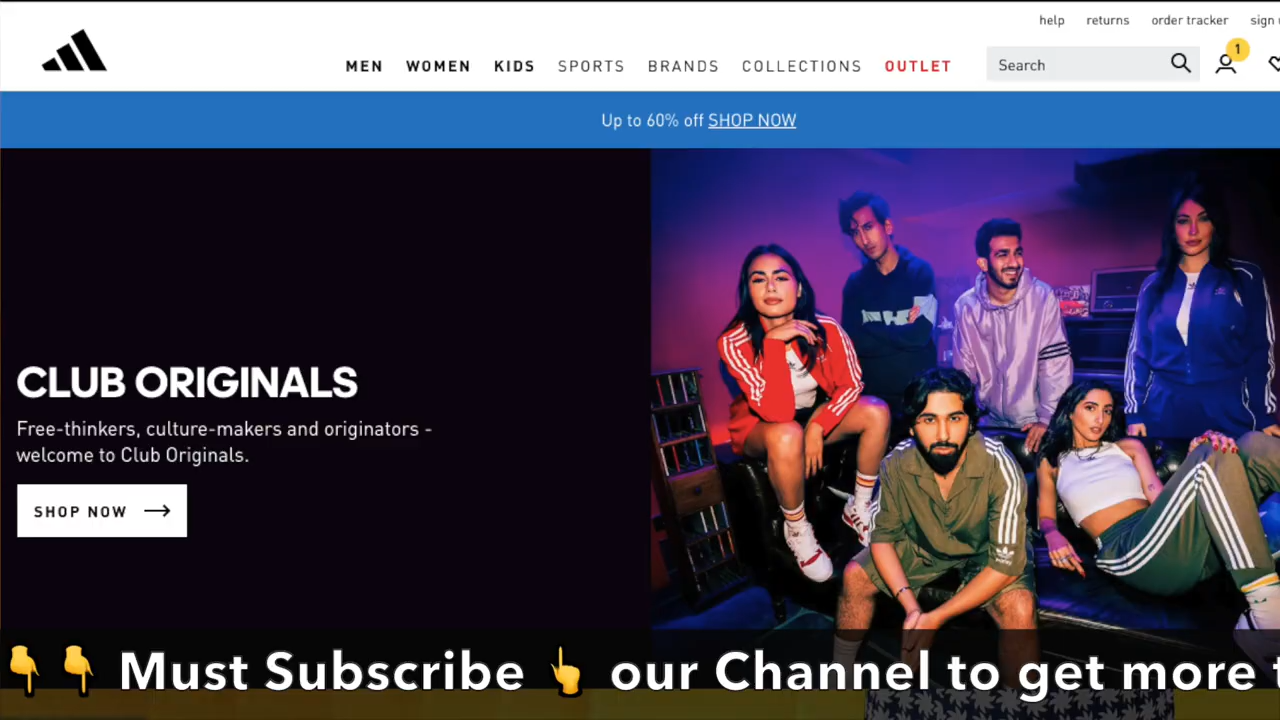 help returns order tracker sign
MEN WOMEN KIDS SPORTS BRANDS COLLECTIONS OUTLET Search 1
Up to 60% off SHOP NOW
CLUB ORIGINALS
Free-thinkers, culture-makers and originators -
welcome to Club Originals.
SHOP NOW
👇👇 Must Subscribe 👆 our Channel to get more